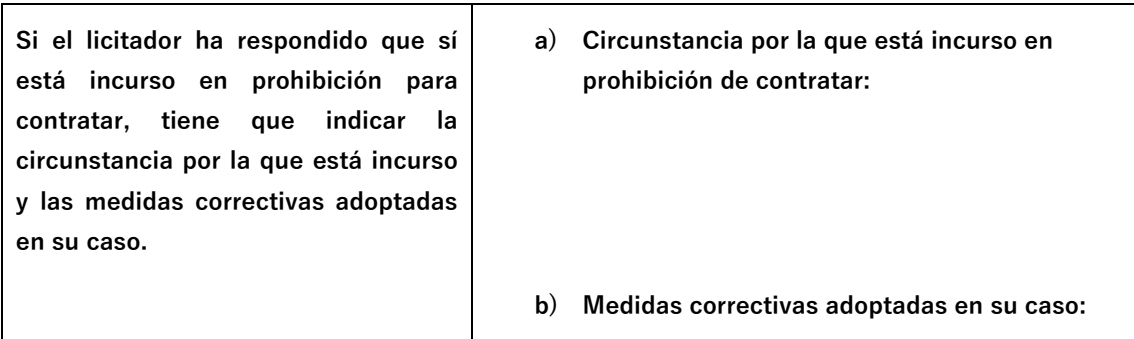 Si el licitador ha respondido que sí
está incurso en prohibición para
contratar, tiene que indicar la
circunstancia por la que está incurso
y las medidas correctivas adoptadas
en su caso.
a) Circunstancia por la que está incurso en
prohibición de contratar:
b) Medidas correctivas adoptadas en su caso: